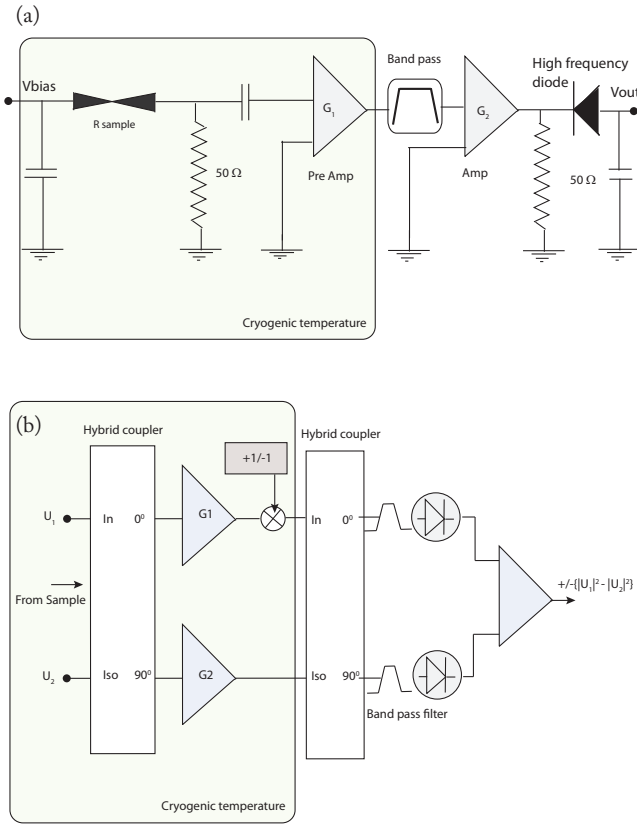 (a)
Vbias
R sample
50 Ω
G1
Pre Amp
Band pass
G2
Amp
High frequency
diode
Vout
50 Ω
Cryogenic temperature
(b)
Hybrid coupler
Hybrid coupler
+1/-1
U1
In
0⁰
G1
In
0⁰
From Sample
+/-{|U1|² - |U2|²}
U2
Iso
90⁰
G2
Iso
90⁰
Band pass filter
Cryogenic temperature